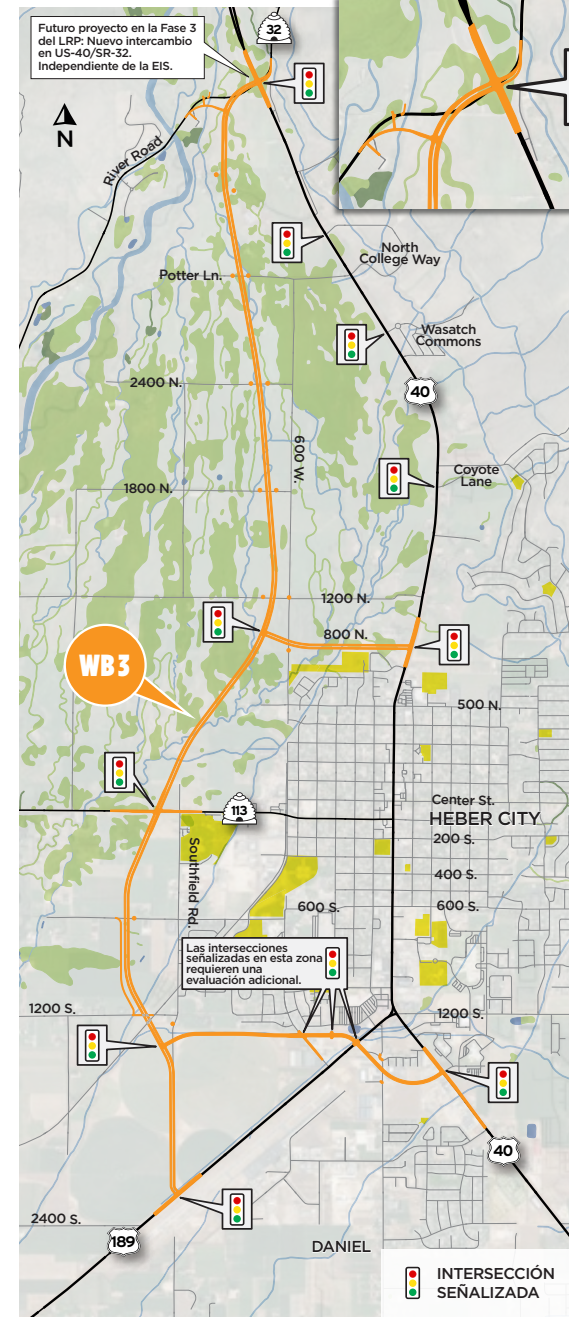 Futuro proyecto en la Fase 3
del LRP: Nuevo intercambio
en US-40/SR-32.
Independiente de la EIS.
32
N
River Road
North
College Way
Potter Ln.
Wasatch
Commons
2400 N.
40
600 W.
Coyote
Lane
1800 N.
1200 N.
800 N.
WB3
500 N.
Center St.
113
HEBER CITY
200 S.
Southfield Rd.
400 S.
600 S.
600 S.
Las intersecciones
señalizadas en esta zona
requieren una
evaluación adicional.
1200 S.
1200 S.
40
2400 S.
189
DANIEL
INTERSECCIÓN
SEÑALIZADA